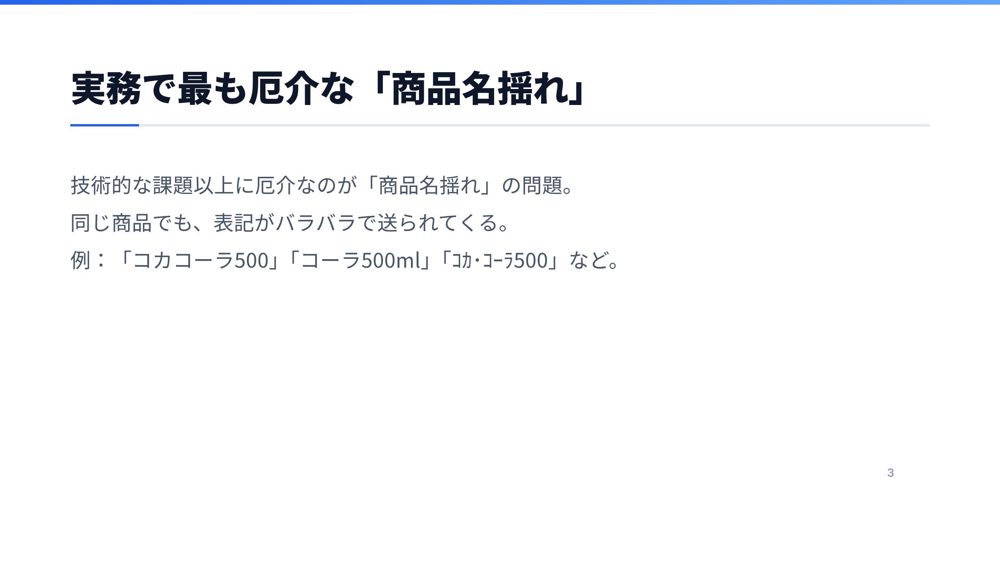 実務で最も厄介な「商品名揺れ」
技術的な課題以上に厄介なのが「商品名揺れ」の問題。
同じ商品でも、表記がバラバラで送られてくる。
例：「コカコーラ500」「コーラ500ml」「ｺｶ･ｺｰﾗ500」など。
3